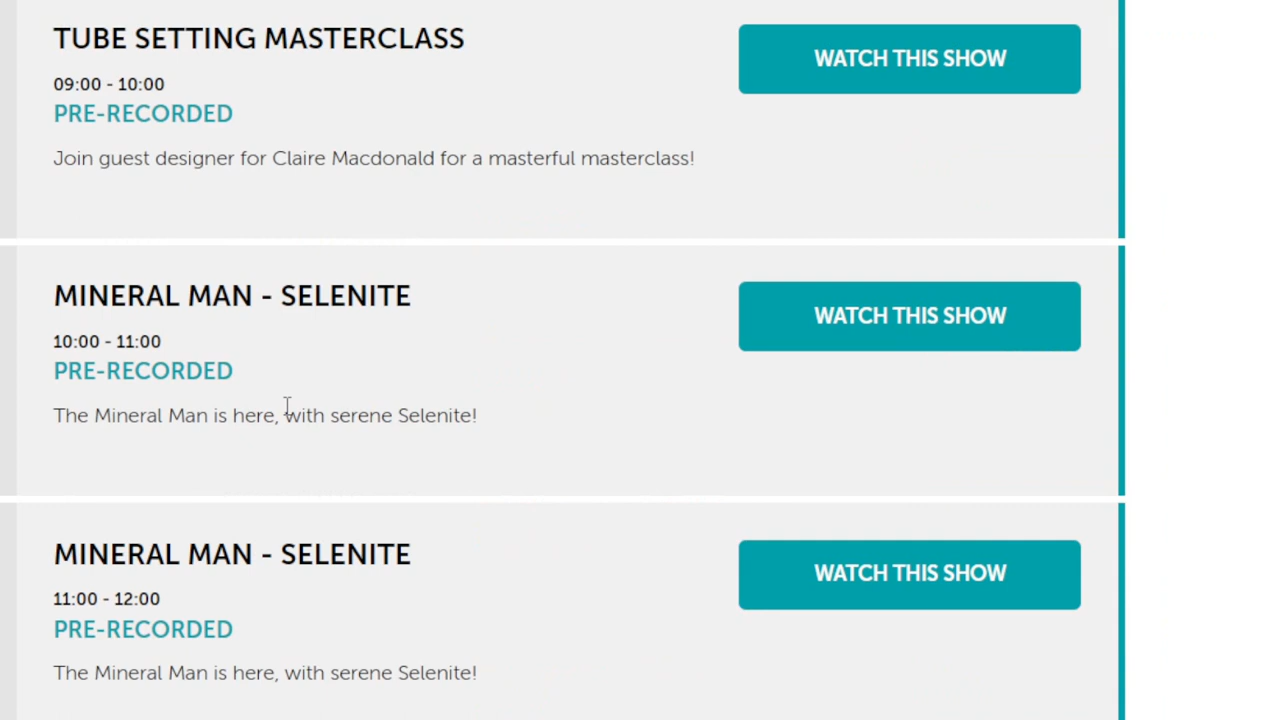 TUBE SETTING MASTERCLASS
WATCH THIS SHOW
09:00 - 10:00
PRE-RECORDED
Join guest designer for Claire Macdonald for a masterful masterclass!
MINERAL MAN - SELENITE
WATCH THIS SHOW
10:00 - 11:00
PRE-RECORDED
The Mineral Man is here, with serene Selenite!
MINERAL MAN - SELENITE
WATCH THIS SHOW
11:00 - 12:00
PRE-RECORDED
The Mineral Man is here, with serene Selenite!